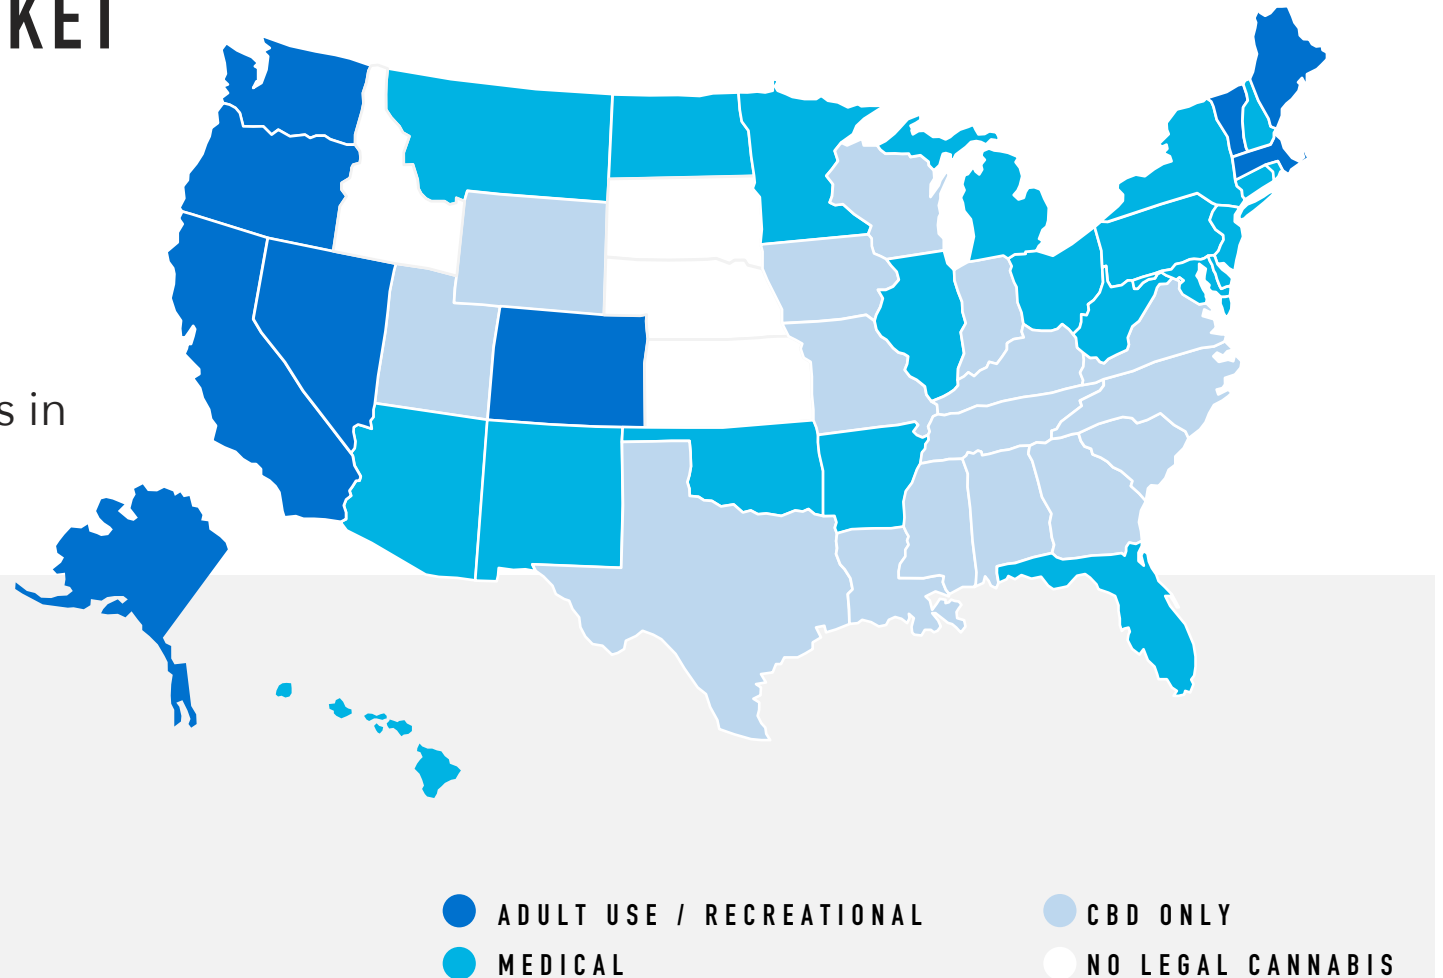 KET
s in
ADULT USE / RECREATIONAL
CBD ONLY
MEDICAL
NO LEGAL CANNABIS